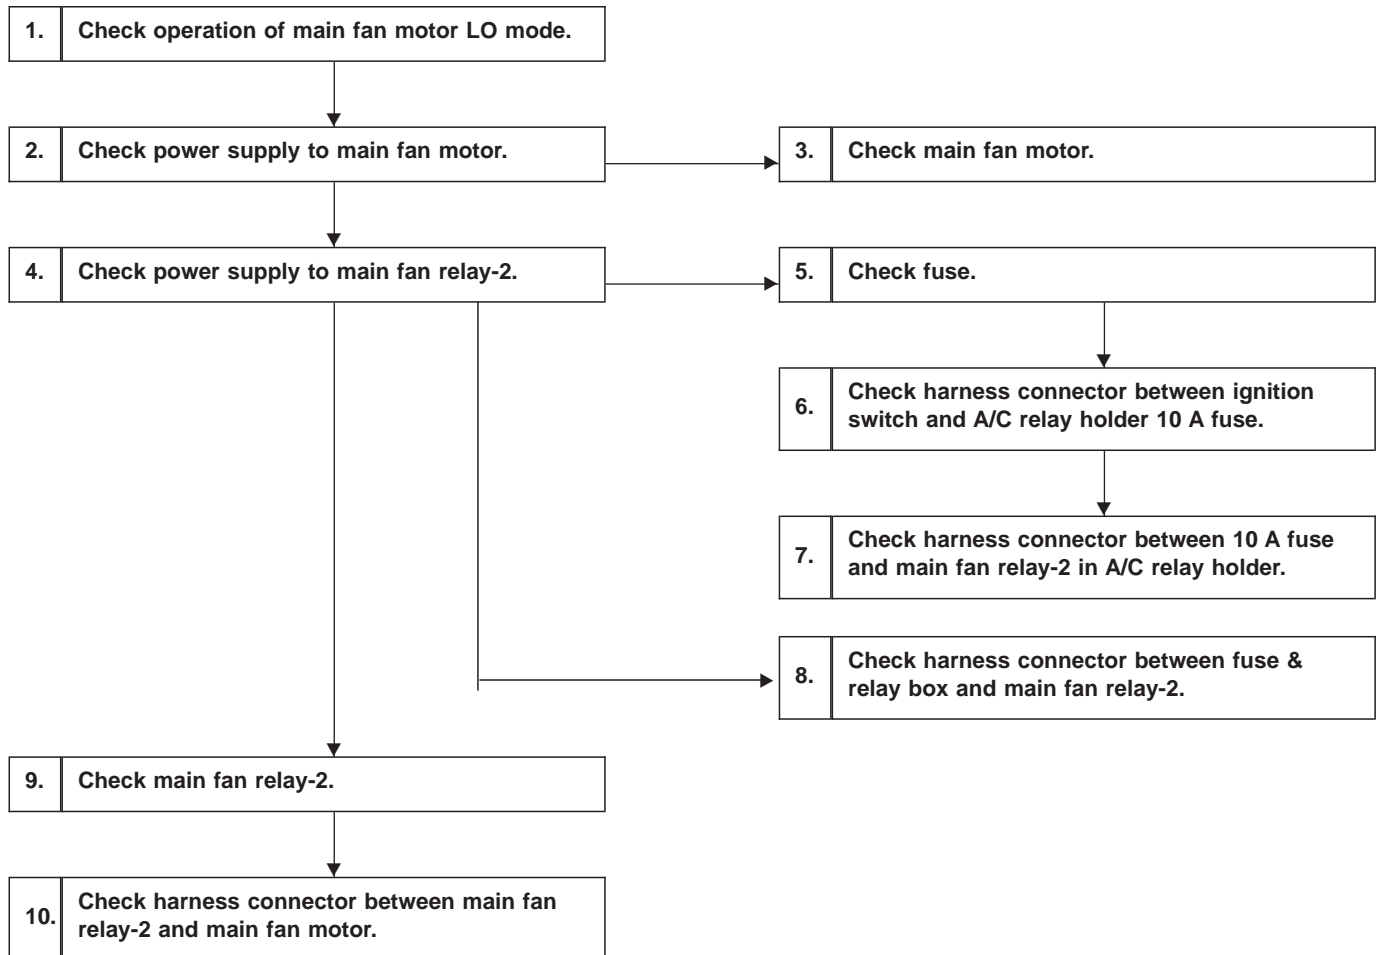 1. Check operation of main fan motor LO mode.
2. Check power supply to main fan motor.
3. Check main fan motor.
4. Check power supply to main fan relay-2.
5. Check fuse.
6. Check harness connector between ignition
switch and A/C relay holder 10 A fuse.
7. Check harness connector between 10 A fuse
and main fan relay-2 in A/C relay holder.
8. Check harness connector between fuse &
relay box and main fan relay-2.
9. Check main fan relay-2.
10. Check harness connector between main fan
relay-2 and main fan motor.